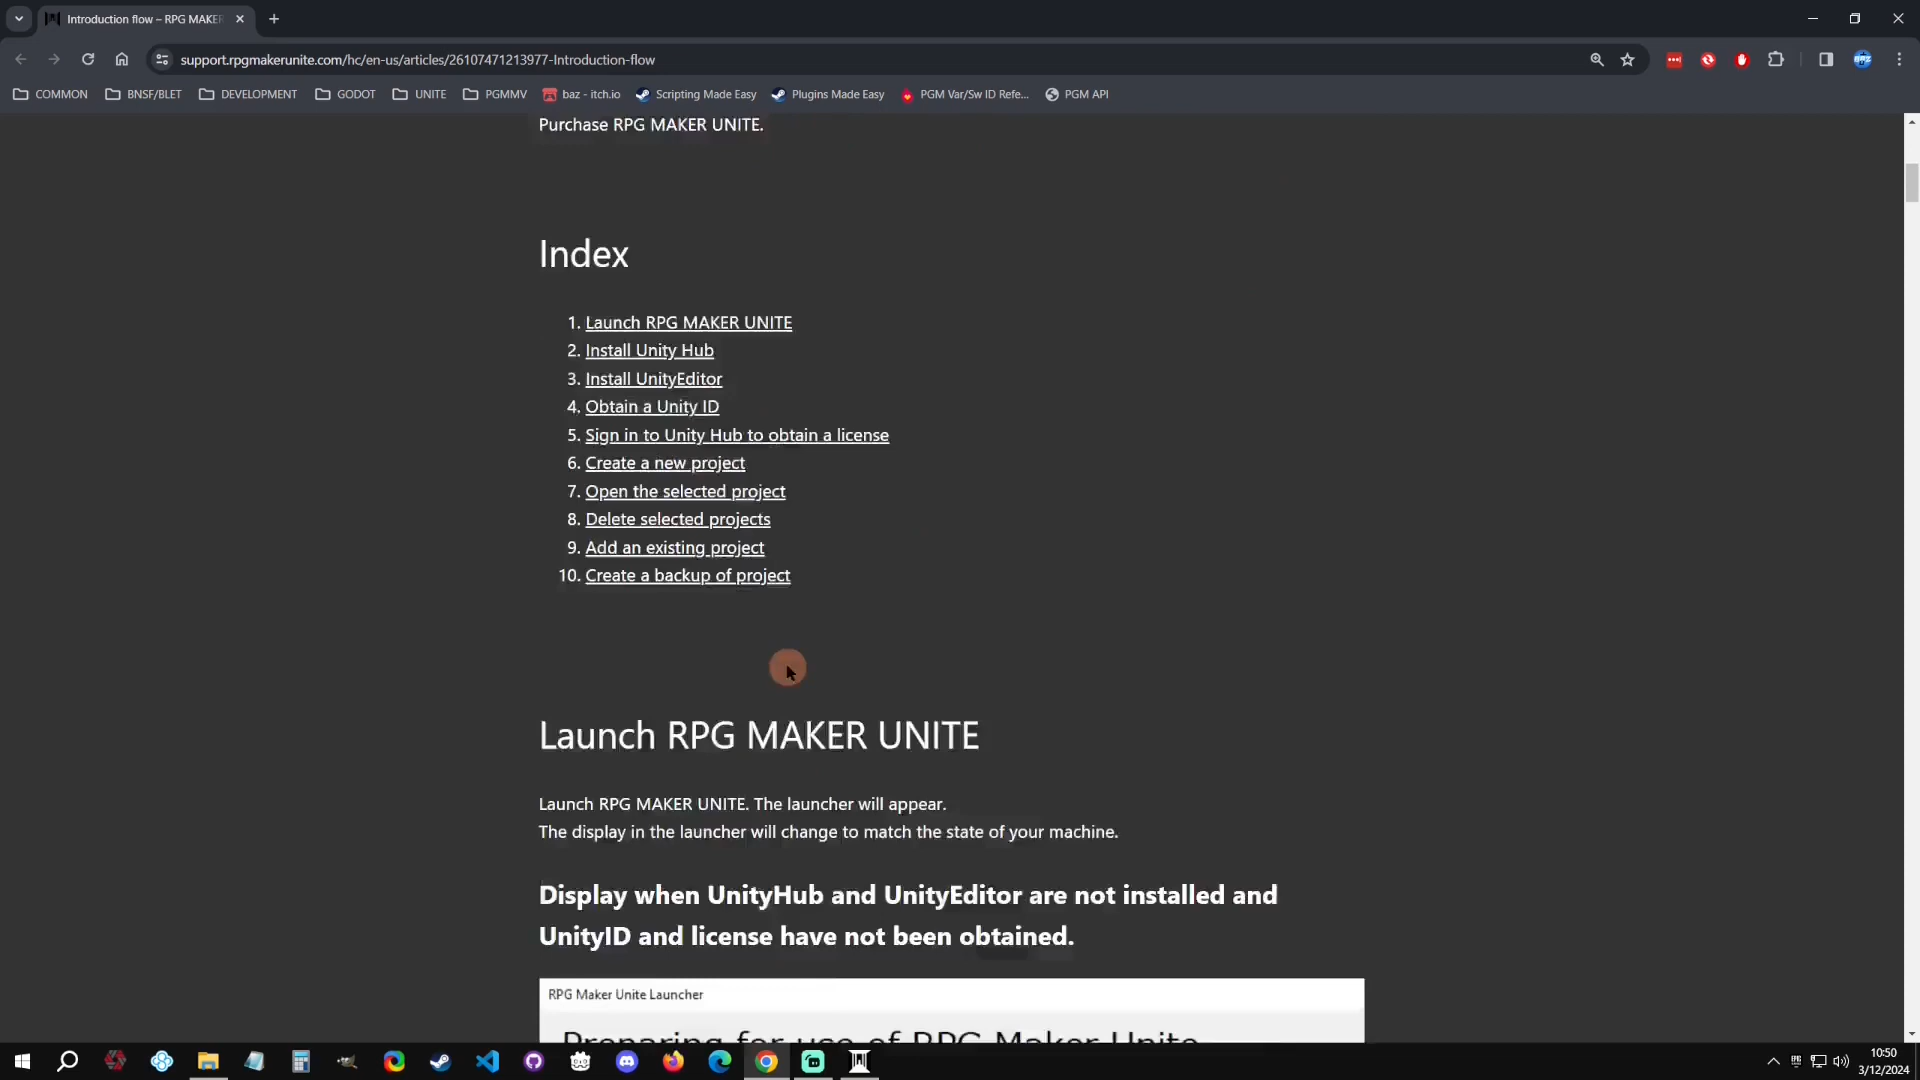 Introduction flow – RPG MAKER
support.rpgmakerunite.com/hc/en-us/articles/26107471213977-Introduction-flow
COMMON
BNSF/BLET
DEVELOPMENT
GODOT
UNITE
PGMMV
baz - itch.io
Scripting Made Easy
Plugins Made Easy
PGM Var/Sw ID Refe...
PGM API
Purchase RPG MAKER UNITE.
Index
1. Launch RPG MAKER UNITE
2. Install Unity Hub
3. Install UnityEditor
4. Obtain a Unity ID
5. Sign in to Unity Hub to obtain a license
6. Create a new project
7. Open the selected project
8. Delete selected projects
9. Add an existing project
10. Create a backup of project
Launch RPG MAKER UNITE
Launch RPG MAKER UNITE. The launcher will appear.
The display in the launcher will change to match the state of your machine.
Display when UnityHub and UnityEditor are not installed and
UnityID and license have not been obtained.
RPG Maker Unite Launcher
Preparing for use of RPG Maker Unite
10:50
3/12/2024